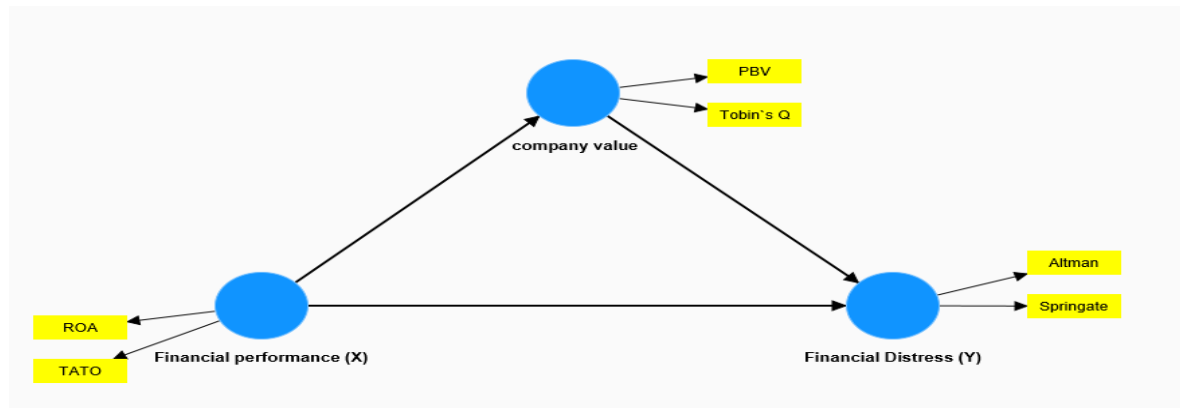 PBV
Tobin`s Q
company value
Altman
Springate
ROA
TATO
Financial performance (X)
Financial Distress (Y)